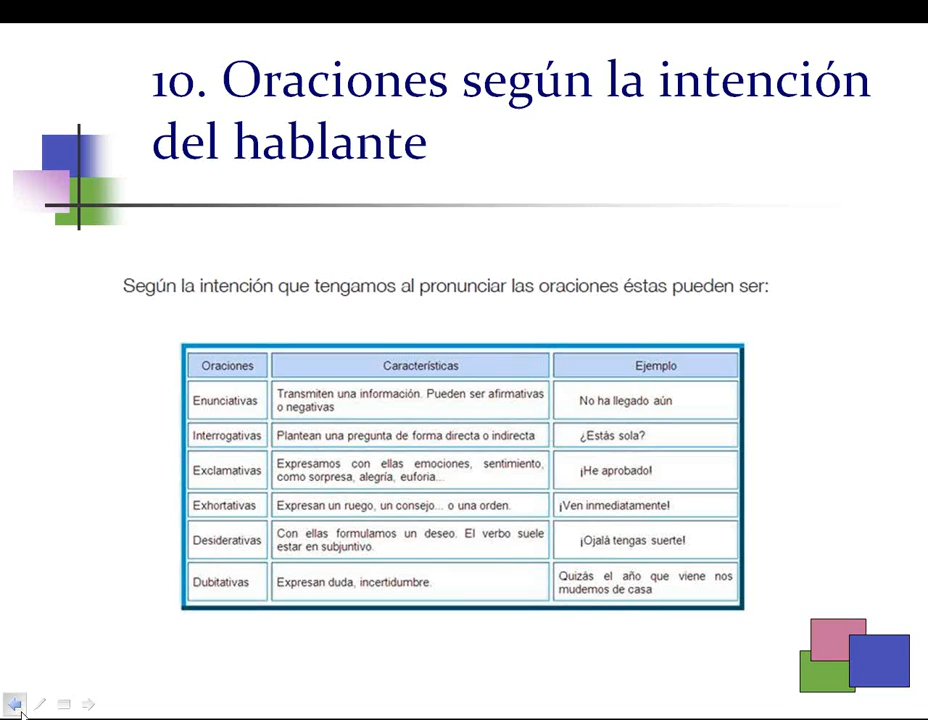 10. Oraciones según la intención
del hablante
Según la intención que tengamos al pronunciar las oraciones éstas pueden ser:
Oraciones Características Ejemplo
Enunciativas Transmiten una información. Pueden ser afirmativas
o negativas No ha llegado aún
Interrogativas Plantean una pregunta de forma directa o indirecta ¿Estás sola?
Exclamativas Expresamos con ellas emociones, sentimiento,
como sorpresa, alegría, euforia... ¡He aprobado!
Exhortativas Expresan un ruego, un consejo... o una orden. ¡Ven inmediatamente!
Desiderativas Con ellas formulamos un deseo. El verbo suele
estar en subjuntivo. ¡Ojalá tengas suerte!
Dubitativas Expresan duda, incertidumbre. Quizás el año que viene nos
mudemos de casa